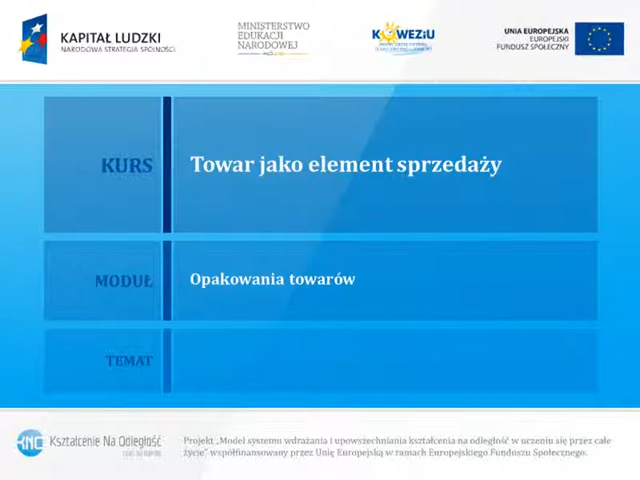 KAPITAŁ LUDZKI
NARODOWA STRATEGIA SPÓJNOŚCI
MINISTERSTWO
EDUKACJI
NARODOWEJ
KOWEZiU
UNIA EUROPEJSKA
EUROPEJSKI
FUNDUSZ SPOŁECZNY
KURS
Towar jako element sprzedaży
MODUŁ
Opakowania towarów
TEMAT
KNO Kształcenie Na Odległość
Projekt „Model systemu wdrażania i upowszechniania kształcenia na odległość w uczeniu się przez całe
życie" współfinansowany przez Unię Europejską w ramach Europejskiego Funduszu Społecznego.